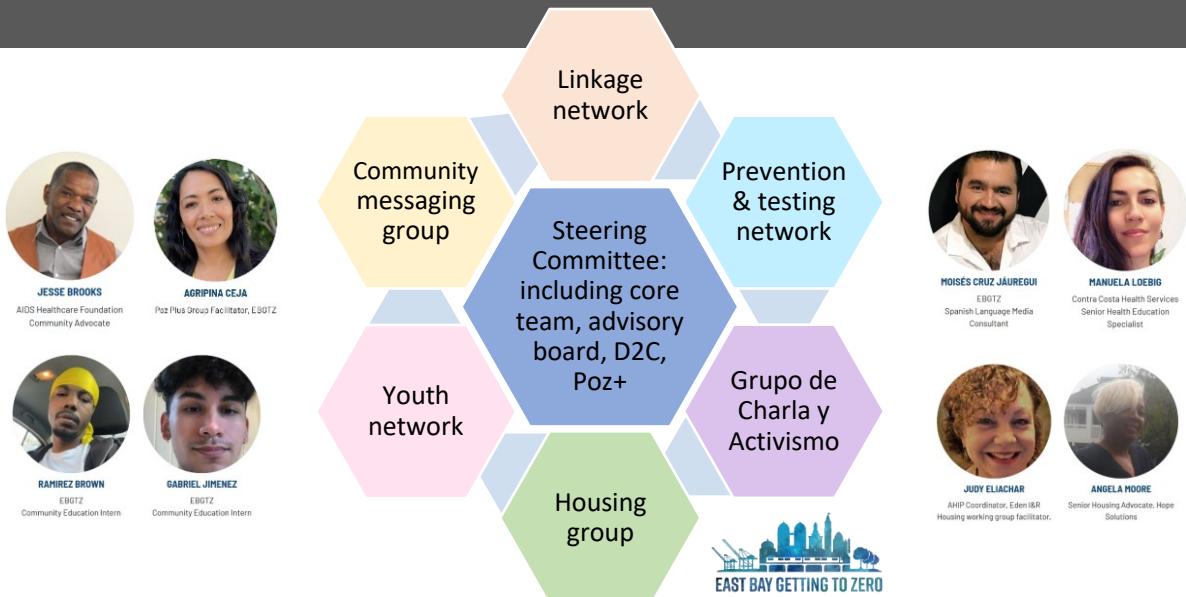 Linkage
network
Community
messaging
group
Prevention
& testing
network
Steering
Committee:
including core
team, advisory
board, D2C,
Poz+
Youth
network
Grupo de
Charla y
Activismo
Housing
group
JESSE BROOKS
AIDS Healthcare Foundation
Community Advocate
AGRIPINA CEJA
Poz Plus Group Facilitator, EBGTZ
RAMIREZ BROWN
EBGTZ
Community Education Intern
GABRIEL JIMENEZ
EBGTZ
Community Education Intern
MOISÉS CRUZ JÁUREGUI
EBGTZ
Spanish Language Media
Consultant
MANUELA LOEBIG
Contra Costa Health Services
Senior Health Education
Specialist
JUDY ELIACHAR
AHIP Coordinator, Eden I&R
Housing working group facilitator.
ANGELA MOORE
Senior Housing Advocate, Hope
Solutions
EAST BAY GETTING TO ZERO